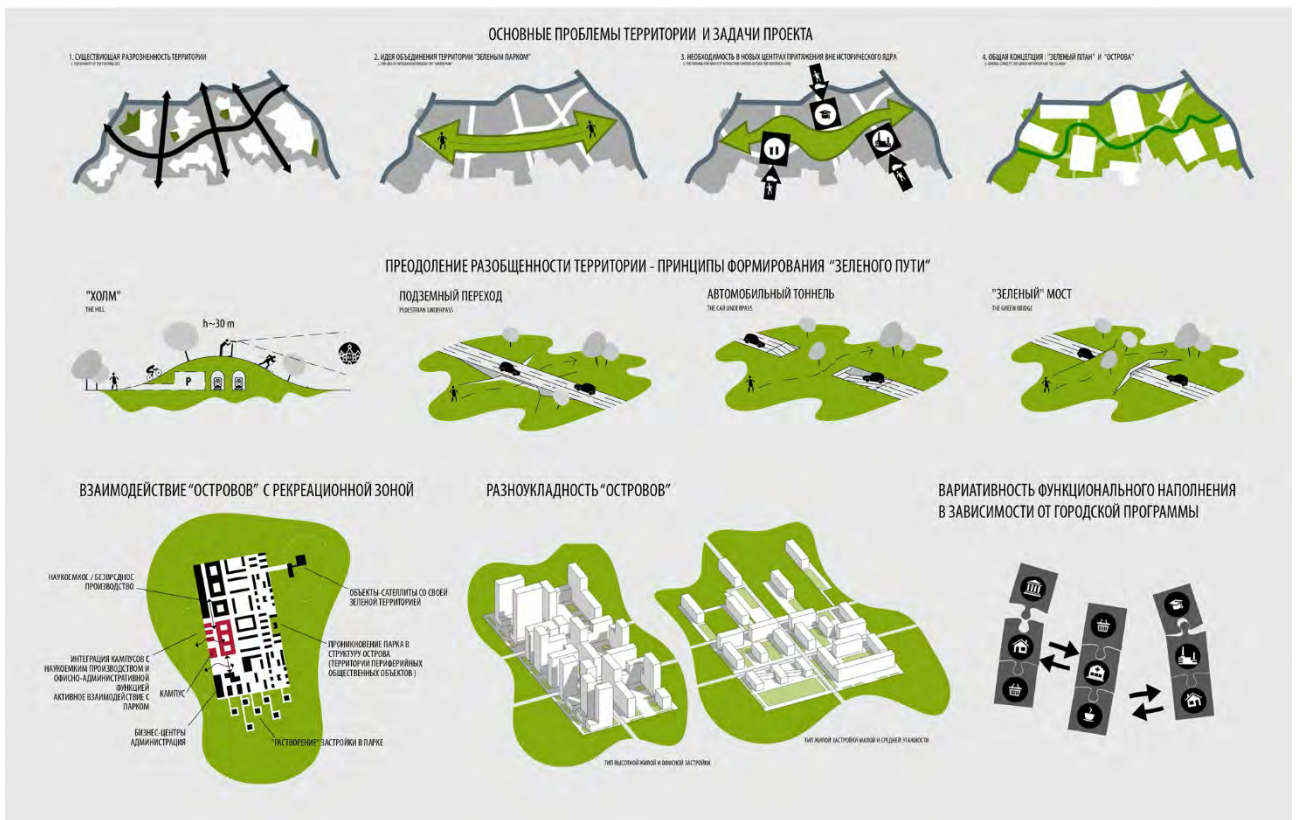 ОСНОВНЫЕ ПРОБЛЕМЫ ТЕРРИТОРИИ И ЗАДАЧИ ПРОЕКТА
1. СУЩЕСТВУЮЩАЯ РАЗРОЗНЕННОСТЬ ТЕРРИТОРИИ
2. ИДЕЯ ОБЪЕДИНЕНИЯ ТЕРРИТОРИИ "ЗЕЛЕНЫМ ПАРКОМ"
3. НЕОБХОДИМОСТЬ В НОВЫХ ЦЕНТРАХ ПРИТЯЖЕНИЯ ВНЕ ИСТОРИЧЕСКОГО ЯДРА
4. ОБЩАЯ КОНЦЕПЦИЯ : "ЗЕЛЕНЫЙ ПЛАН" И "ОСТРОВА"
ПРЕОДОЛЕНИЕ РАЗОБЩЕННОСТИ ТЕРРИТОРИИ - ПРИНЦИПЫ ФОРМИРОВАНИЯ "ЗЕЛЕНОГО ПУТИ"
"ХОЛМ"
THE HILL
h~30 m
P
ПОДЗЕМНЫЙ ПЕРЕХОД
PEDESTRIAN UNDERPASS
АВТОМОБИЛЬНЫЙ ТОННЕЛЬ
THE CAR UNDERPASS
"ЗЕЛЕНЫЙ" МОСТ
THE GREEN BRIDGE
ВЗАИМОДЕЙСТВИЕ "ОСТРОВОВ" С РЕКРЕАЦИОННОЙ ЗОНОЙ
НАУКОЕМКОЕ / БЕЗВРЕДНОЕ
ПРОИЗВОДСТВО
ИНТЕГРАЦИЯ КАМПУСОВ С
НАУКОЕМКИМ ПРОИЗВОДСТВОМ И
ОФИСНО-АДМИНИСТРАТИВНОЙ
ФУНКЦИЕЙ
АКТИВНОЕ ВЗАИМОДЕЙСТВИЕ С
ПАРКОМ
КАМПУС
БИЗНЕС-ЦЕНТРЫ
АДМИНИСТРАЦИЯ
"РАСТВОРЕНИЕ" ЗАСТРОЙКИ В ПАРКЕ
ОБЪЕКТЫ-САТЕЛЛИТЫ СО СВОЕЙ
ЗЕЛЕНОЙ ТЕРРИТОРИЕЙ
ПРОНИКНОВЕНИЕ ПАРКА В
СТРУКТУРУ ОСТРОВА
(ТЕРРИТОРИИ ПЕРИФЕРИЙНЫХ
ОБЩЕСТВЕННЫХ ОБЪЕКТОВ )
РАЗНОУКЛАДНОСТЬ "ОСТРОВОВ"
ТИП ВЫСОТНОЙ ЖИЛОЙ И ОФИСНОЙ ЗАСТРОЙКИ
ТИП ЖИЛОЙ ЗАСТРОЙКИ МАЛОЙ И СРЕДНЕЙ ЭТАЖНОСТИ
ВАРИАТИВНОСТЬ ФУНКЦИОНАЛЬНОГО НАПОЛНЕНИЯ
В ЗАВИСИМОСТИ ОТ ГОРОДСКОЙ ПРОГРАММЫ